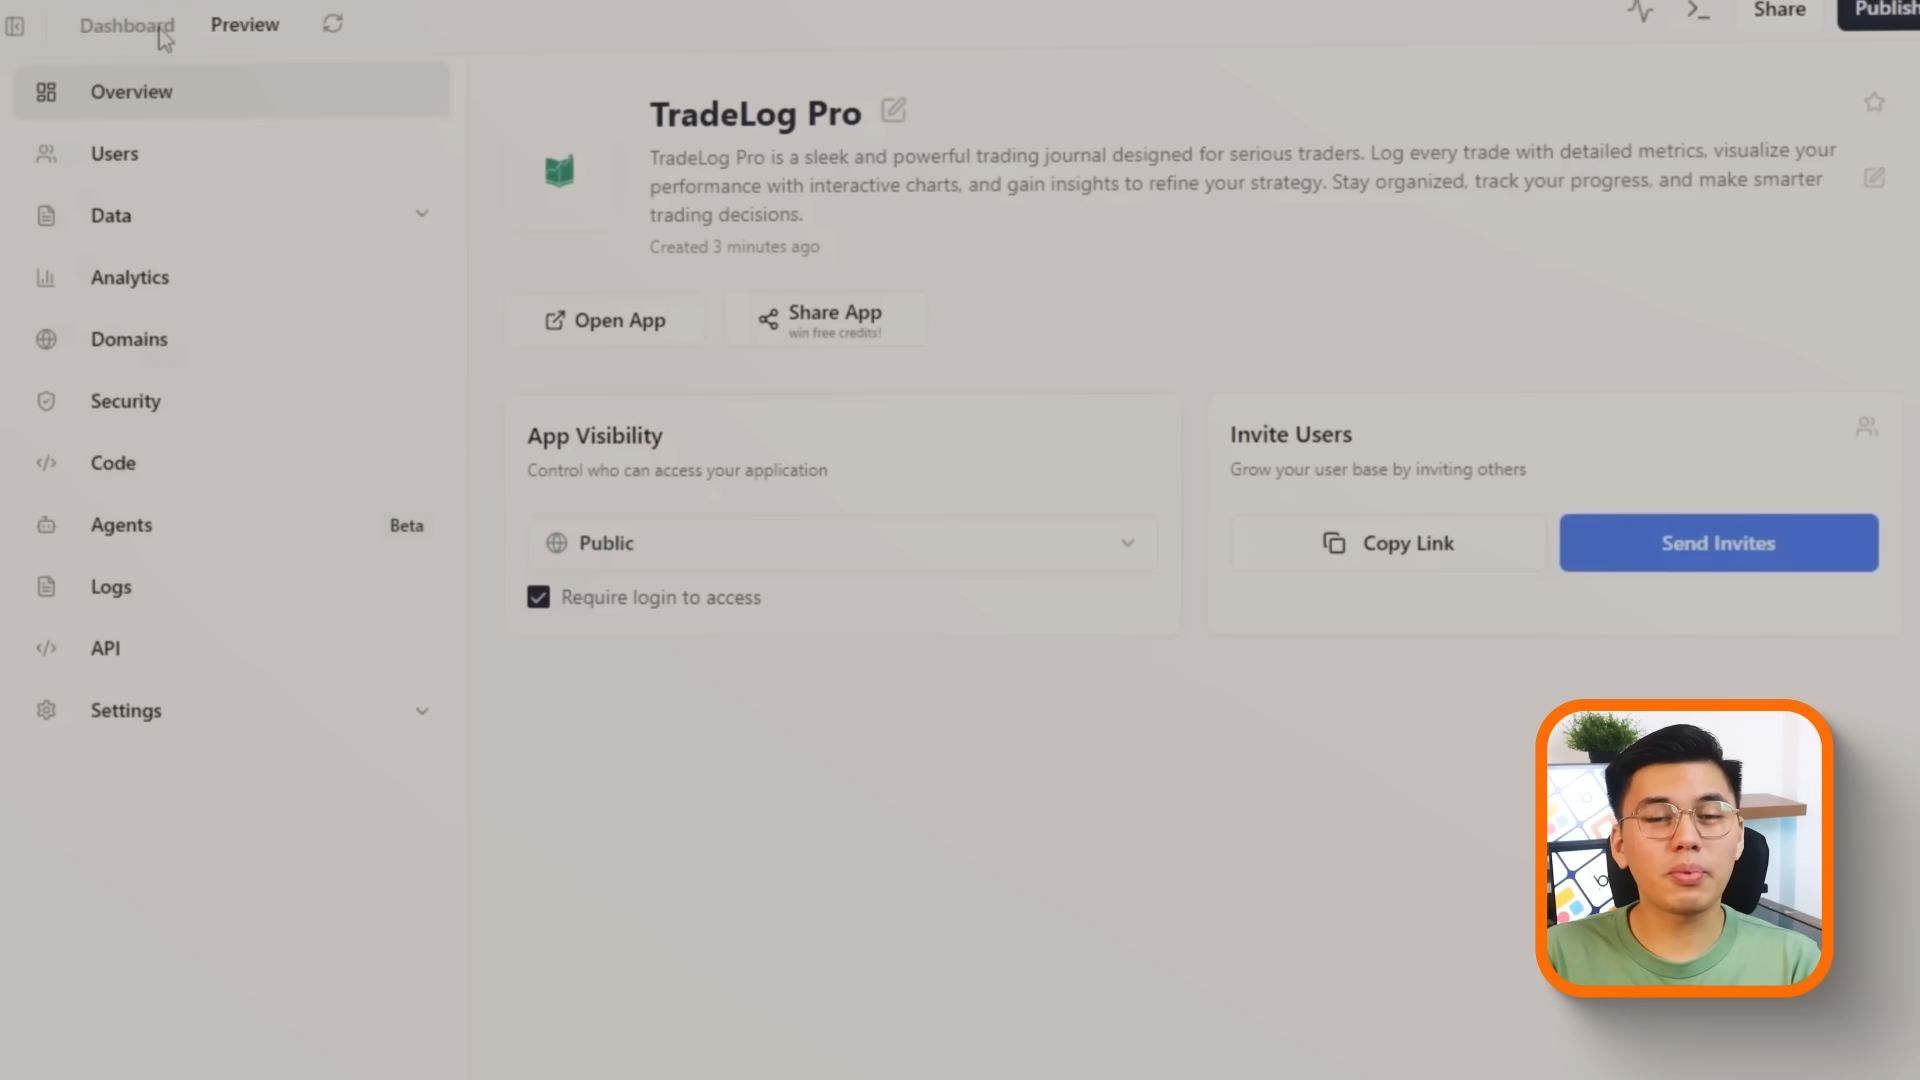 Dashboard
Preview
Share
Publish
Overview
Users
Data
Analytics
Domains
Security
Code
Agents
Beta
Logs
API
Settings
TradeLog Pro
TradeLog Pro is a sleek and powerful trading journal designed for serious traders. Log every trade with detailed metrics, visualize your
performance with interactive charts, and gain insights to refine your strategy. Stay organized, track your progress, and make smarter
trading decisions.
Created 3 minutes ago
Open App
Share App
win free credits!
App Visibility
Control who can access your application
Public
Require login to access
Invite Users
Grow your user base by inviting others
Copy Link
Send Invites
b